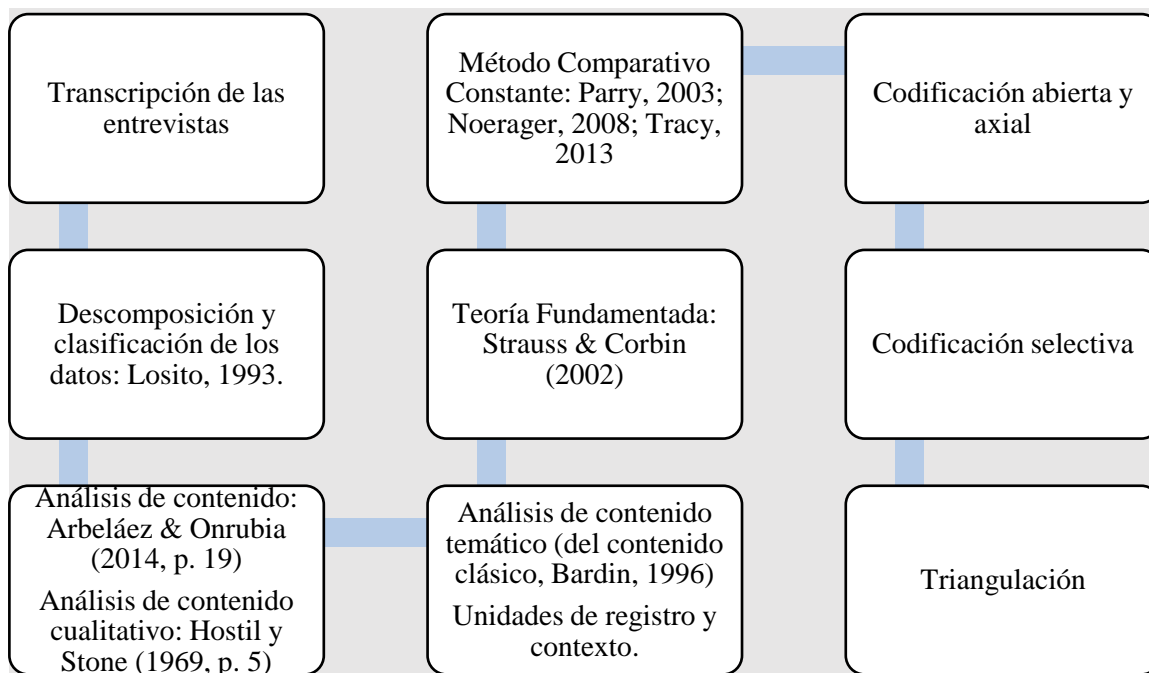 Transcripción de las
entrevistas
Descomposición y
clasificación de los
datos: Losito, 1993.
Análisis de contenido:
Arbeláez & Onrubia
(2014, p. 19)
Análisis de contenido
cualitativo: Hostil y
Stone (1969, p. 5)
Análisis de contenido
temático (del contenido
clásico, Bardin, 1996)
Unidades de registro y
contexto.
Teoría Fundamentada:
Strauss & Corbin
(2002)
Método Comparativo
Constante: Parry, 2003;
Noerager, 2008; Tracy,
2013
Codificación abierta y
axial
Codificación selectiva
Triangulación